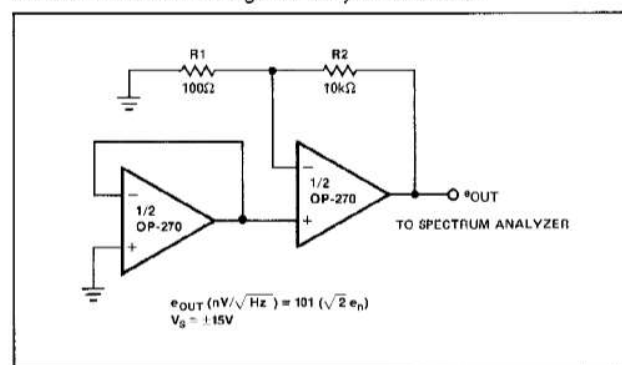 R1
100Ω
R2
10kΩ
−
1/2
OP-270
+
−
1/2
OP-270
+
eOUT
TO SPECTRUM ANALYZER
eOUT (nV/√Hz) = 101 (√2 en)
VS = ±15V